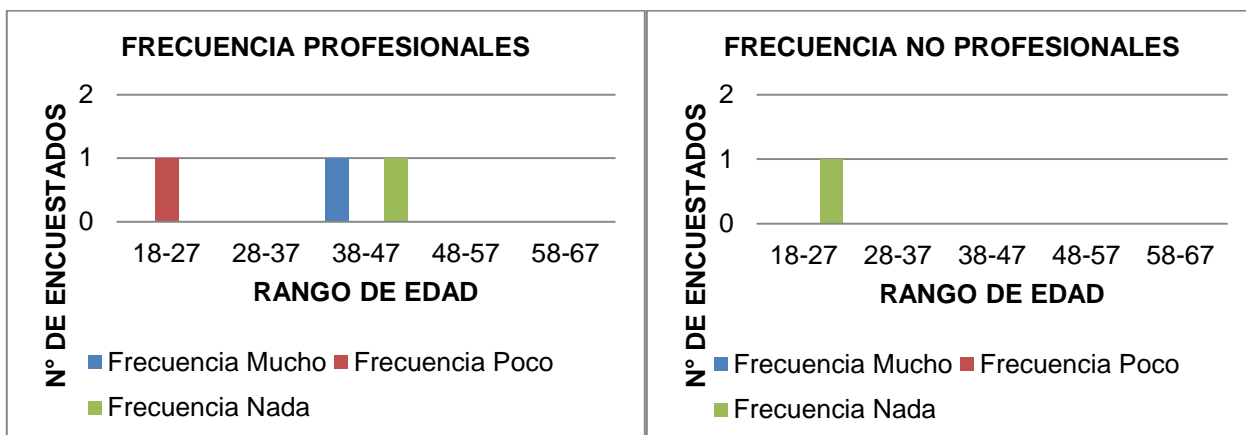 FRECUENCIA PROFESIONALES
N° DE ENCUESTADOS
2
1
0
18-27 28-37 38-47 48-57 58-67
RANGO DE EDAD
Frecuencia Mucho Frecuencia Poco
Frecuencia Nada
FRECUENCIA NO PROFESIONALES
N° DE ENCUESTADOS
2
1
0
18-27 28-37 38-47 48-57 58-67
RANGO DE EDAD
Frecuencia Mucho Frecuencia Poco
Frecuencia Nada